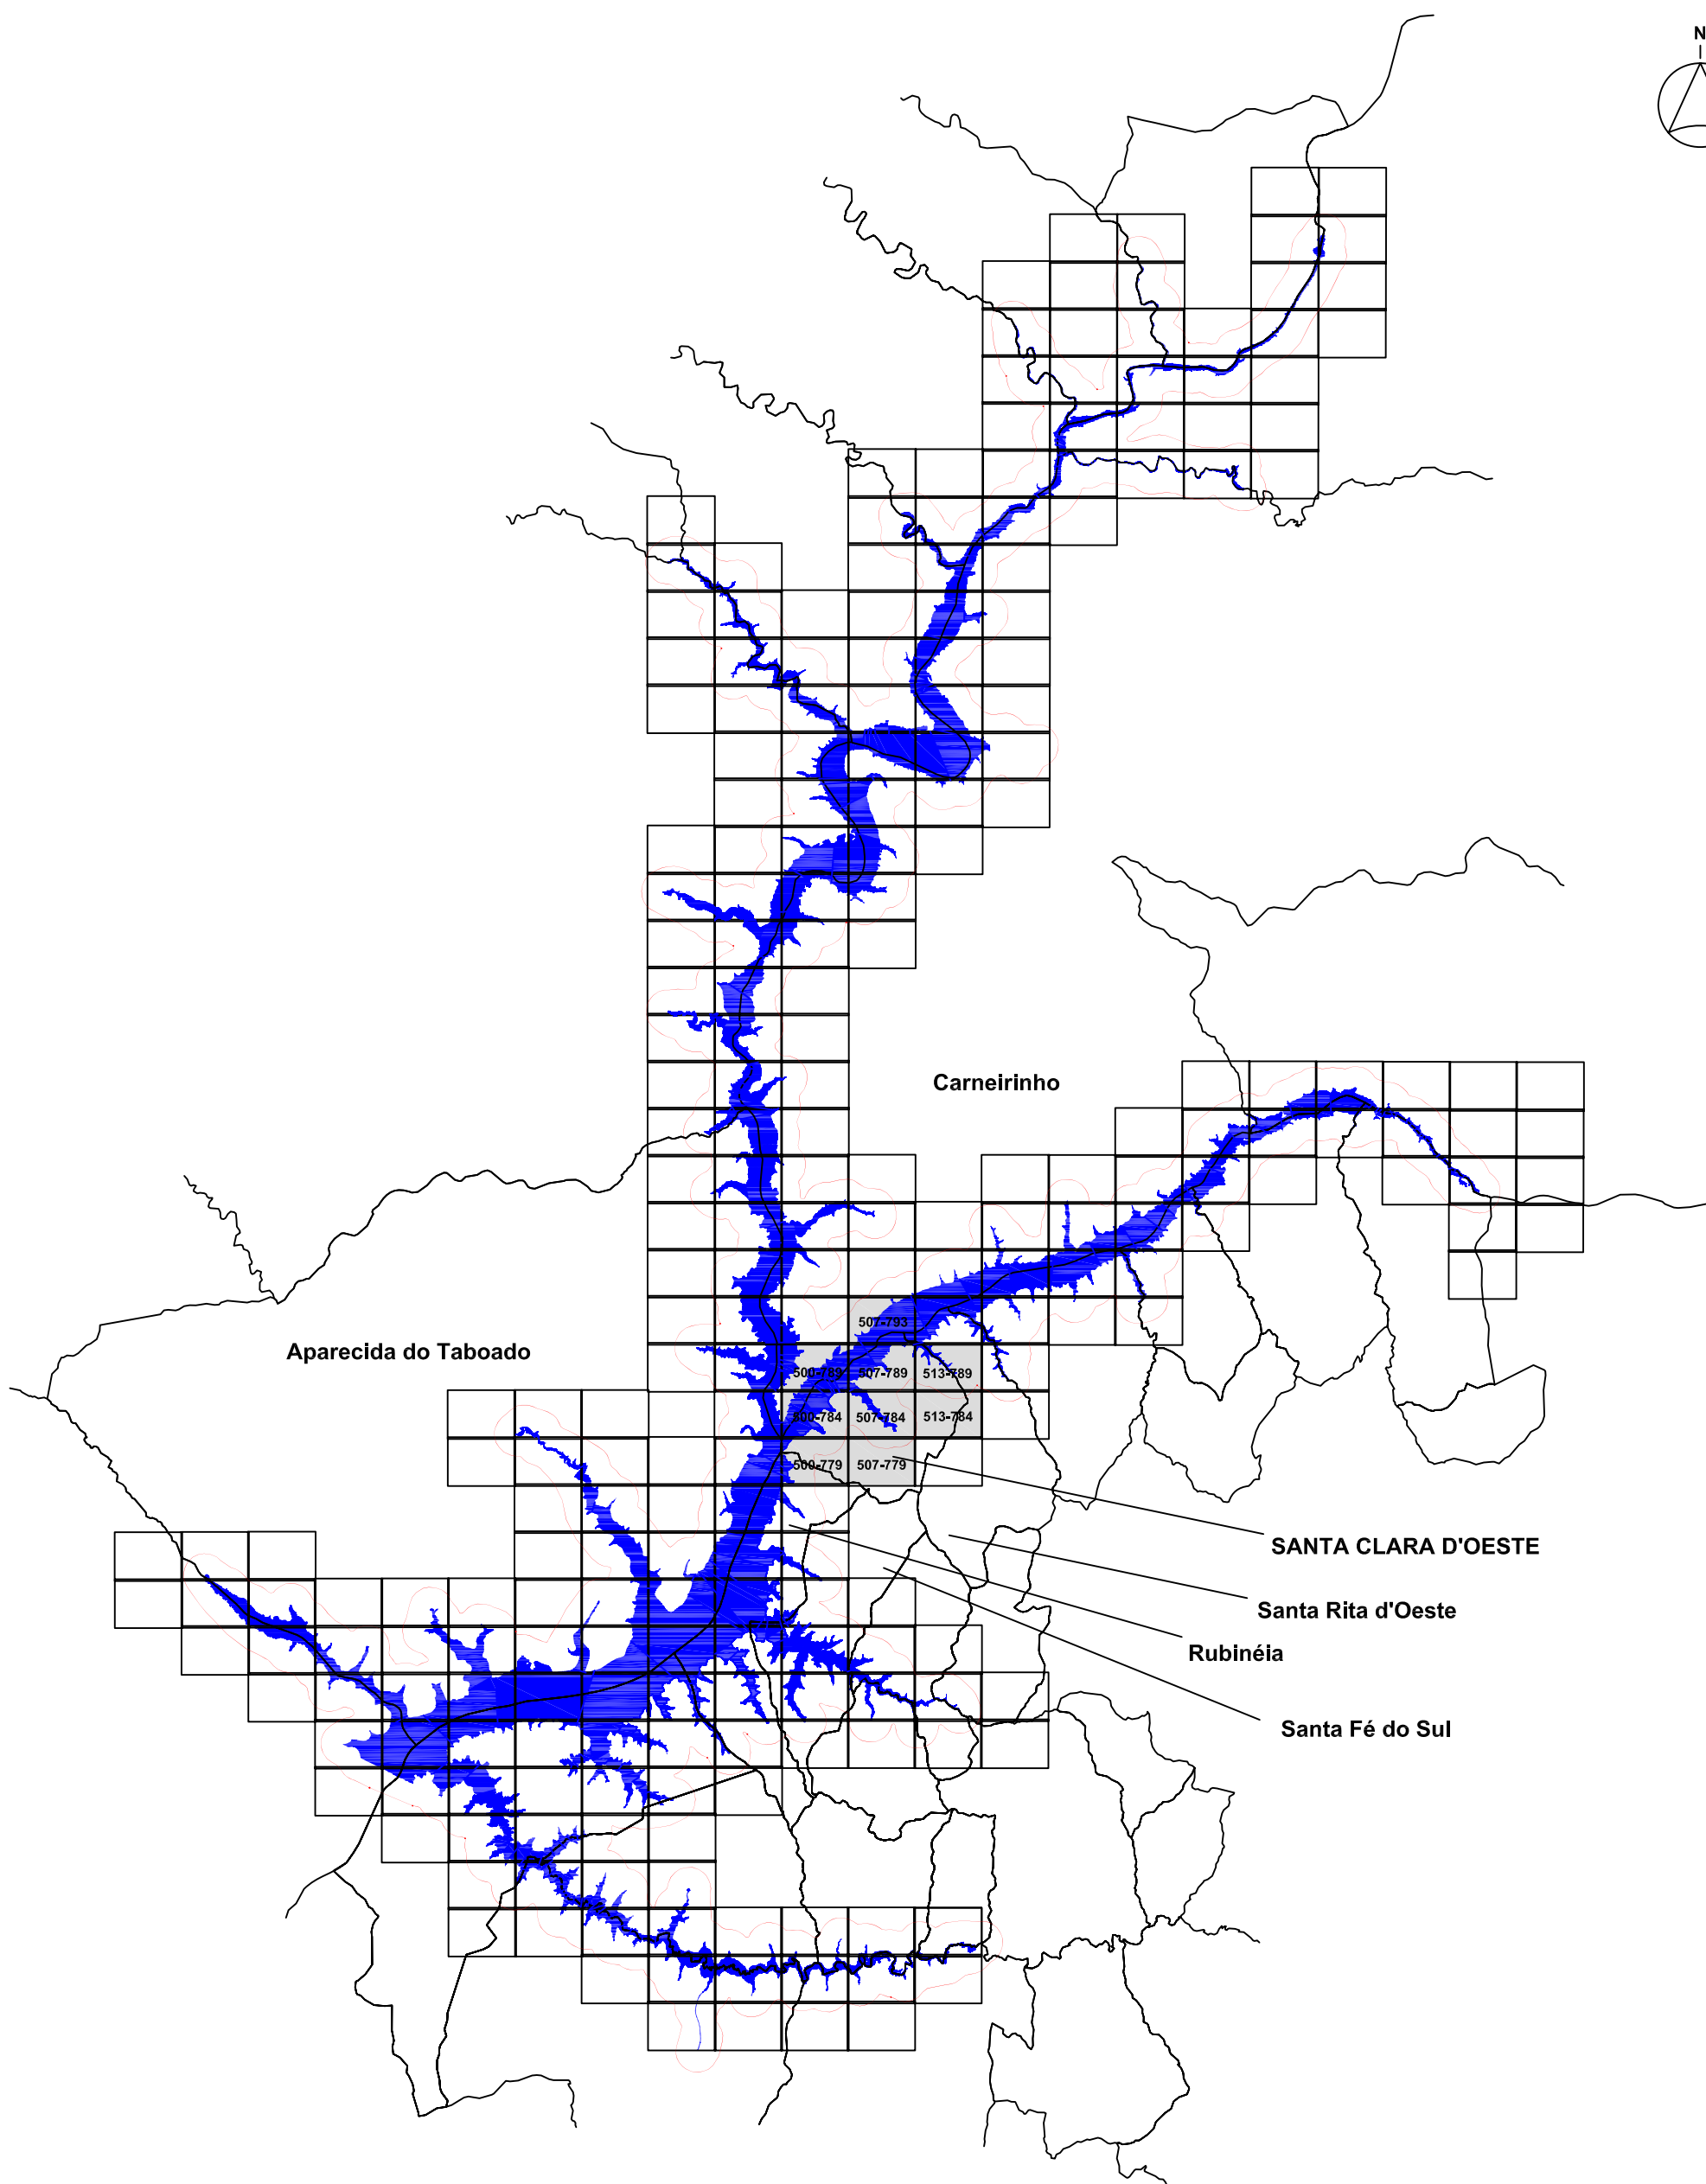 N
Carneirinho
507-793
Aparecida do Taboado
500-789 507-789 513-789
500-784 507-784 513-784
500-779 507-779
SANTA CLARA D'OESTE
Santa Rita d'Oeste
Rubinéia
Santa Fé do Sul